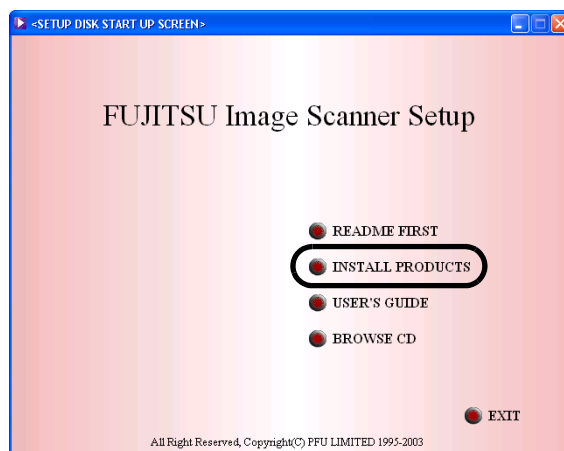 <SETUP DISK START UP SCREEN>
FUJITSU Image Scanner Setup
README FIRST
INSTALL PRODUCTS
USER'S GUIDE
BROWSE CD
EXIT
All Right Reserved, Copyright(C) PFU LIMITED 1995-2003